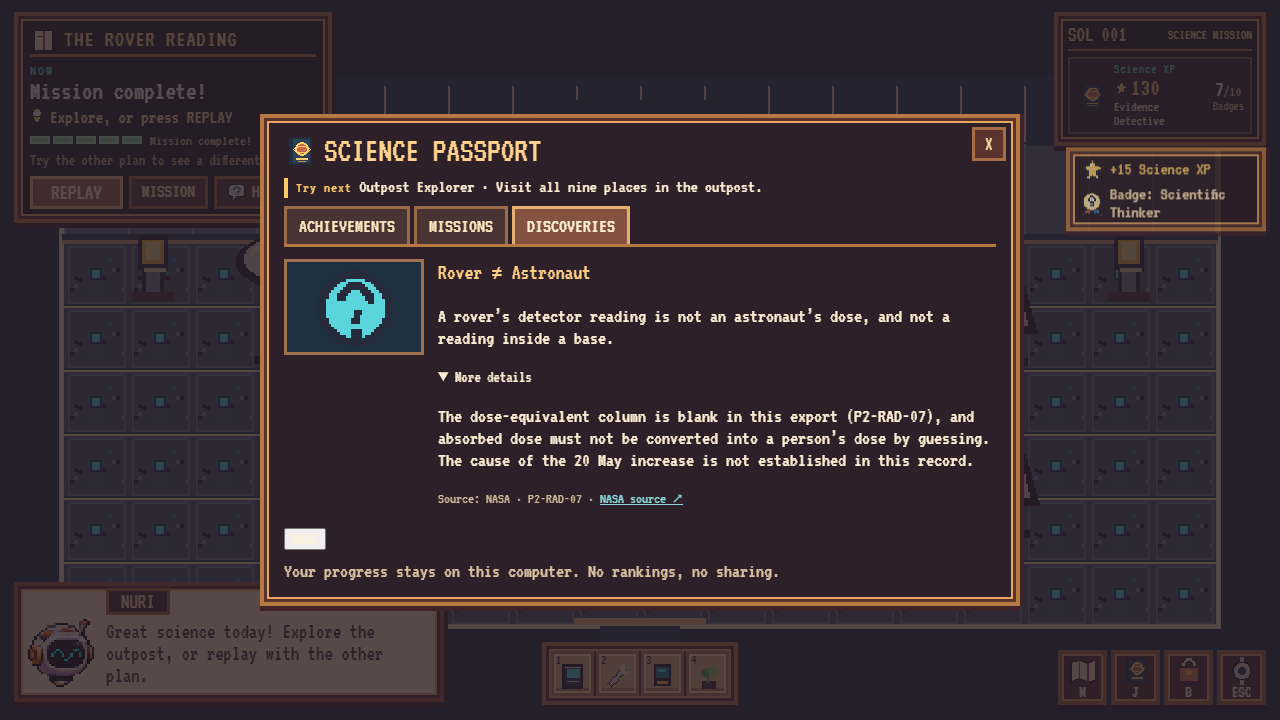 THE ROVER READING
NOW
Mission complete!
Explore, or press REPLAY
Mission complete!
Try the other plan to see a different
REPLAY
MISSION
SOL 001
SCIENCE MISSION
Science XP
130
Evidence
Detective
7/10
Badges
+15 Science XP
Badge: Scientific
Thinker
SCIENCE PASSPORT
X
Try next Outpost Explorer · Visit all nine places in the outpost.
ACHIEVEMENTS
MISSIONS
DISCOVERIES
Rover ≠ Astronaut
A rover's detector reading is not an astronaut's dose, and not a
reading inside a base.
▼ More details
The dose-equivalent column is blank in this export (P2-RAD-07), and
absorbed dose must not be converted into a person's dose by guessing.
The cause of the 20 May increase is not established in this record.
Source: NASA · P2-RAD-07 · NASA source ↗
Your progress stays on this computer. No rankings, no sharing.
NURI
Great science today! Explore the
outpost, or replay with the other
plan.
1
2
3
4
M
J
B
ESC